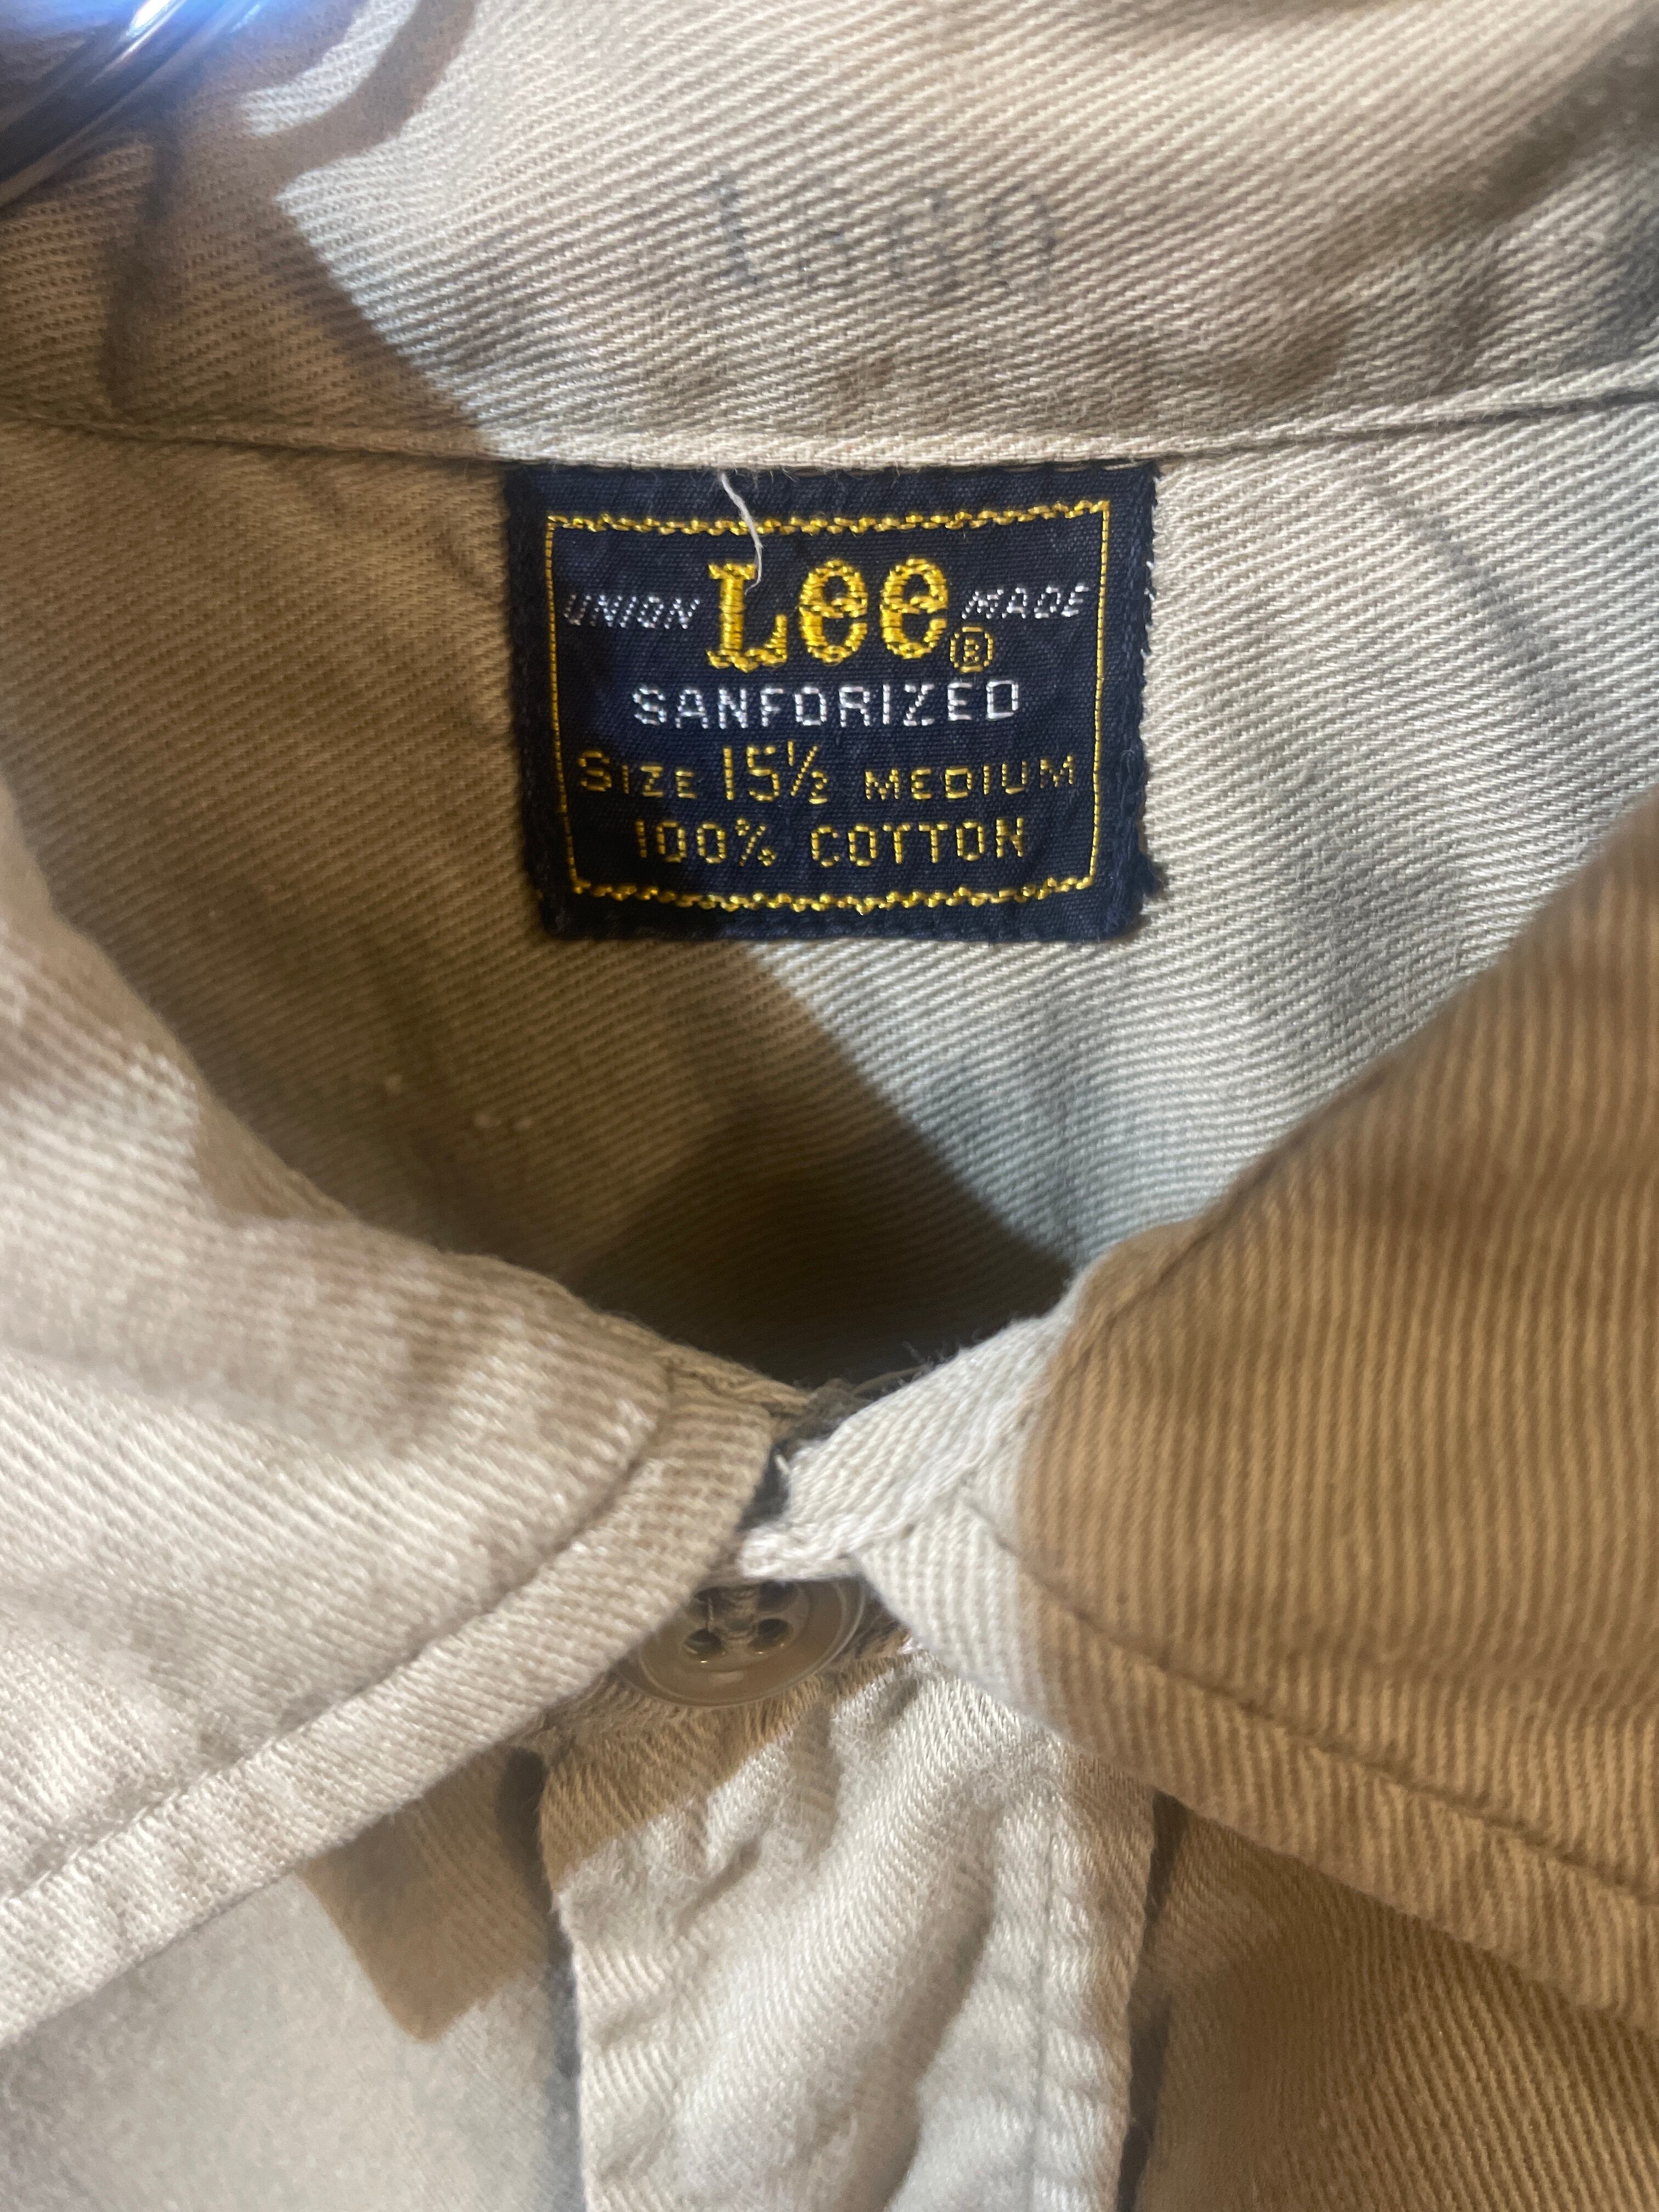 UNION Lee® MADE
SANFORIZED
SIZE 15½ MEDIUM
100% COTTON